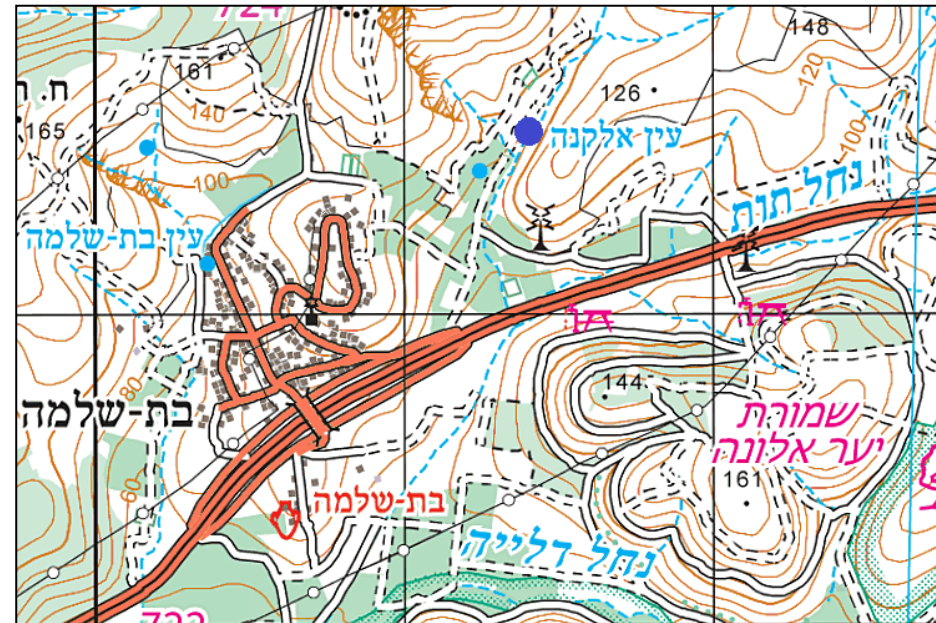 724
148
161
126
120
ח.
140
165
עין אלקנה
100
100
נחל תות
עין בת-שלמה
80
144
בת-שלמה
שמורת
יער אלונה
60
161
בת-שלמה
נחל דלייה